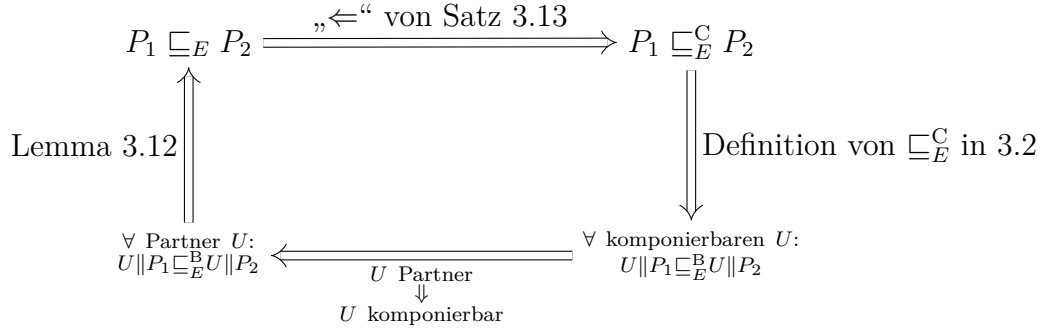 „⇐“ von Satz 3.13
P₁ ⊑_E P₂
P₁ ⊑_E^C P₂
Lemma 3.12
Definition von ⊑_E^C in 3.2
∀ Partner U:
U‖P₁⊑_E^B U‖P₂
∀ komponierbaren U:
U‖P₁⊑_E^B U‖P₂
U Partner
⇓
U komponierbar